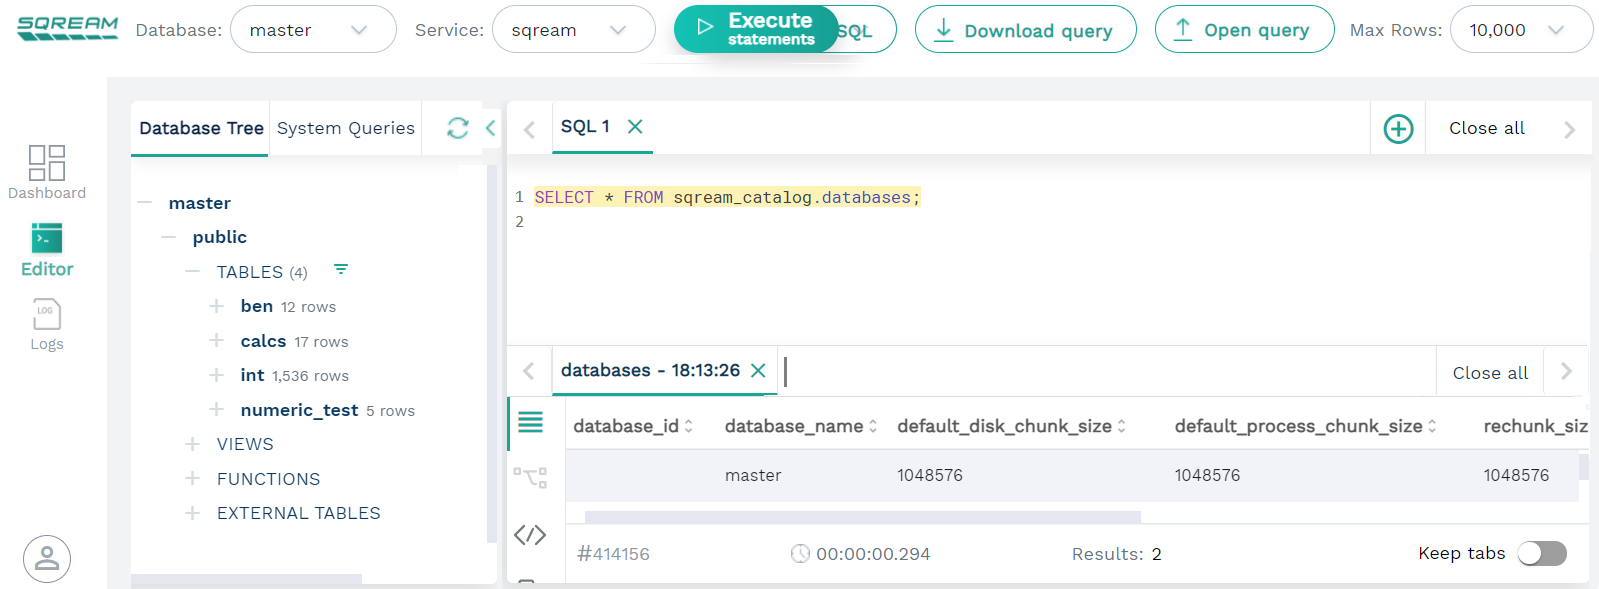 SQREAM
Database: master
Service: sqream
Execute
statements
SQL
Download query
Open query
Max Rows: 10,000
Dashboard
Editor
LOG
Logs
Database Tree
System Queries
master
public
TABLES (4)
ben 12 rows
calcs 17 rows
int 1,536 rows
numeric_test 5 rows
VIEWS
FUNCTIONS
EXTERNAL TABLES
SQL 1
Close all
1 SELECT * FROM sqream_catalog.databases;
2
databases - 18:13:26
Close all
database_id database_name default_disk_chunk_size default_process_chunk_size rechunk_siz
master 1048576 1048576 1048576
#414156 00:00:00.294 Results: 2 Keep tabs